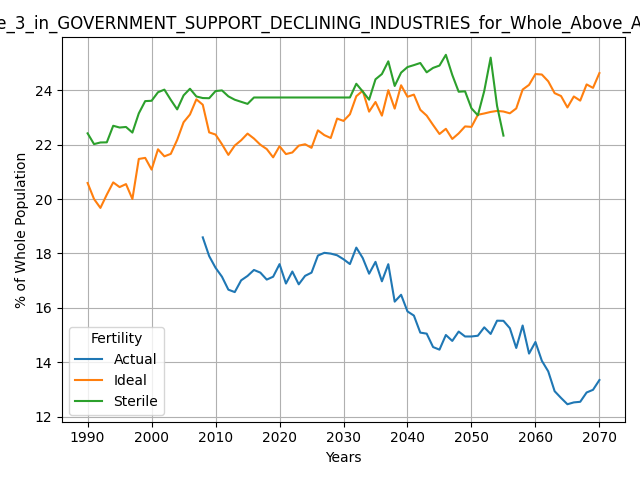 e_3_in_GOVERNMENT_SUPPORT_DECLINING_INDUSTRIES_for_Whole_Above_A
% of Whole Population
24
22
20
18
16
14
12
Fertility
Actual
Ideal
Sterile
1990 2000 2010 2020 2030 2040 2050 2060 2070
Years